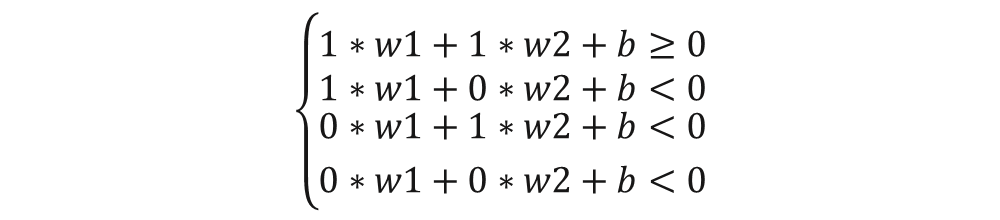 1 ∗ w1 + 1 ∗ w2 + b ≥ 0
1 ∗ w1 + 0 ∗ w2 + b < 0
0 ∗ w1 + 1 ∗ w2 + b < 0
0 ∗ w1 + 0 ∗ w2 + b < 0